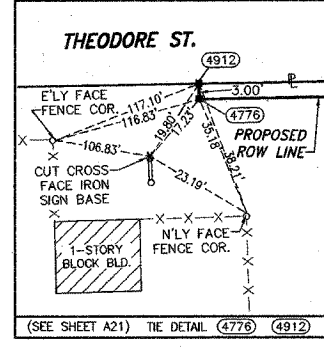 THEODORE ST.
4912
E'LY FACE
FENCE COR.
117.10'
116.83'
3.00'
PL
4776
19.80'
17.23'
35.18'
38.21'
PROPOSED
ROW LINE
106.83'
CUT CROSS
FACE IRON
SIGN BASE
23.19'
N'LY FACE
FENCE COR.
1-STORY
BLOCK BLD.
(SEE SHEET A21) TIE DETAIL 4776 4912